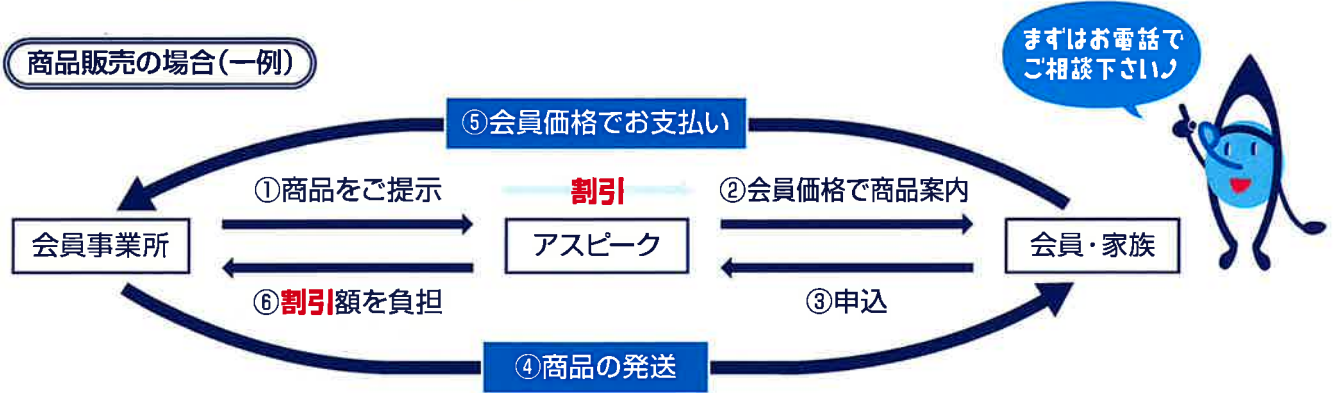 商品販売の場合(一例)
まずはお電話で
ご相談下さい♪
⑤会員価格でお支払い
①商品をご提示
割引
②会員価格で商品案内
会員事業所
アスピーク
会員・家族
⑥割引額を負担
③申込
④商品の発送